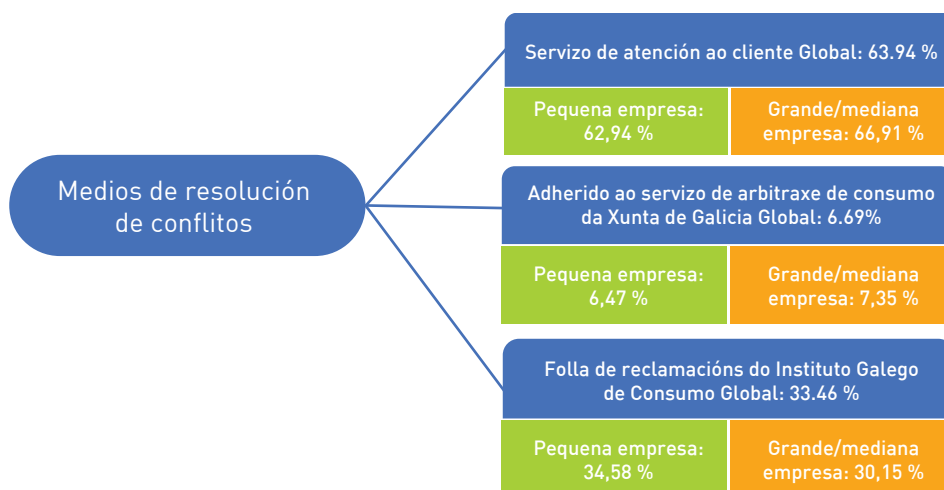 Medios de resolución
de conflitos
Servizo de atención ao cliente Global: 63.94 %
Pequena empresa:
62,94 %
Grande/mediana
empresa: 66,91 %
Adherido ao servizo de arbitraxe de consumo
da Xunta de Galicia Global: 6.69%
Pequena empresa:
6,47 %
Grande/mediana
empresa: 7,35 %
Folla de reclamacións do Instituto Galego
de Consumo Global: 33.46 %
Pequena empresa:
34,58 %
Grande/mediana
empresa: 30,15 %